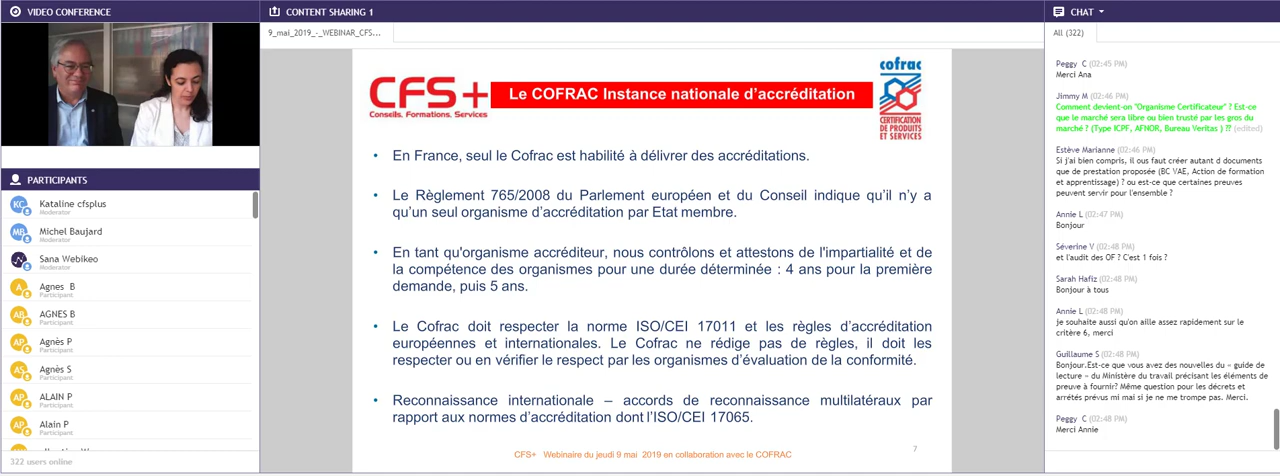 VIDEO CONFERENCE
PARTICIPANTS
KC
Kataline cfsplus
Moderator
MB
Michel Baujard
Moderator
Sana Webikeo
Moderator
A
Agnes B
Participant
AB
AGNES B
Participant
AP
Agnès P
Participant
AS
Agnès S
Participant
AP
ALAIN P
Participant
AP
Alain P
Participant
322 users online
CONTENT SHARING 1
9_mai_2019_-_WEBINAR_CFS...
CFS+
Conseils, Formations, Services
Le COFRAC Instance nationale d'accréditation
cofrac
CERTIFICATION
DE PRODUITS
ET SERVICES
• En France, seul le Cofrac est habilité à délivrer des accréditations.
• Le Règlement 765/2008 du Parlement européen et du Conseil indique qu'il n'y a
qu'un seul organisme d'accréditation par Etat membre.
• En tant qu'organisme accréditeur, nous contrôlons et attestons de l'impartialité et de
la compétence des organismes pour une durée déterminée : 4 ans pour la première
demande, puis 5 ans.
• Le Cofrac doit respecter la norme ISO/CEI 17011 et les règles d'accréditation
européennes et internationales. Le Cofrac ne rédige pas de règles, il doit les
respecter ou en vérifier le respect par les organismes d'évaluation de la conformité.
• Reconnaissance internationale – accords de reconnaissance multilatéraux par
rapport aux normes d'accréditation dont l'ISO/CEI 17065.
CFS+ Webinaire du jeudi 9 mai 2019 en collaboration avec le COFRAC
7
CHAT
All (322)
Peggy C (02:45 PM)
Merci Ana
Jimmy M (02:46 PM)
Comment devient-on "Organisme Certificateur" ? Est-ce
que le marché sera libre ou bien trusté par les gros du
marché ? (Type ICPF, AFNOR, Bureau Veritas ) ?? (edited)
Estève Marianne (02:46 PM)
Si j'ai bien compris, il ous faut créer autant d documents
que de prestation proposée (BC VAE, Action de formation
et apprentissage) ? ou est-ce que certaines preuves
peuvent servir pour l'ensemble ?
Annie L (02:47 PM)
Bonjour
Séverine V (02:48 PM)
et l'audit des OF ? C'est 1 fois ?
Sarah Hafiz (02:48 PM)
Bonjour à tous
Annie L (02:48 PM)
je souhaite aussi qu'on aille assez rapidement sur le
critère 6, merci
Guillaume S (02:48 PM)
Bonjour.Est-ce que vous avez des nouvelles du « guide de
lecture » du Ministère du travail précisant les éléments de
preuve à fournir? Même question pour les décrets et
arrétés prévus mi mai si je ne me trompe pas. Merci.
Peggy C (02:48 PM)
Merci Annie